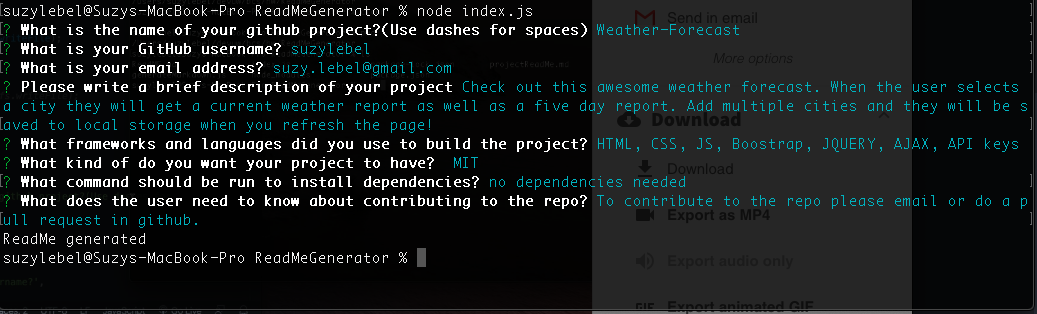 [suzylebel@Suzys-MacBook-Pro ReadMeGenerator % node index.js
? What is the name of your github project?(Use dashes for spaces) Weather-Forecast
? What is your GitHub username? suzylebel
? What is your email address? suzy.lebel@gmail.com
? Please write a brief description of your project Check out this awesome weather forecast. When the user selects
a city they will get a current weather report as well as a five day report. Add multiple cities and they will be s
aved to local storage when you refresh the page!
? What frameworks and languages did you use to build the project? HTML, CSS, JS, Boostrap, JQUERY, AJAX, API keys
? What kind of do you want your project to have? MIT
? What command should be run to install dependencies? no dependencies needed
? What does the user need to know about contributing to the repo? To contribute to the repo please email or do a p
ull request in github.
ReadMe generated
suzylebel@Suzys-MacBook-Pro ReadMeGenerator %
Send in email
More options
projectReadMe.md
Download
Download
Export as MP4
Export audio only
Export animated GIF